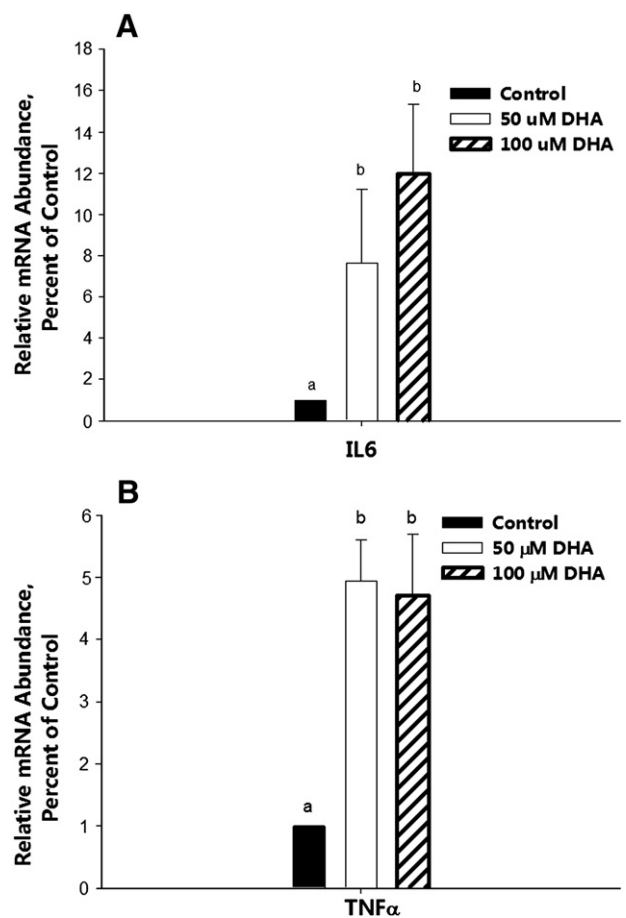 A
18
16
14
12
10
8
6
4
2
0
Relative mRNA Abundance,
Percent of Control
a
b
b
Control
50 uM DHA
100 uM DHA
IL6
B
6
5
4
3
2
1
0
Relative mRNA Abundance,
Percent of Control
a
b
b
Control
50 μM DHA
100 μM DHA
TNFα